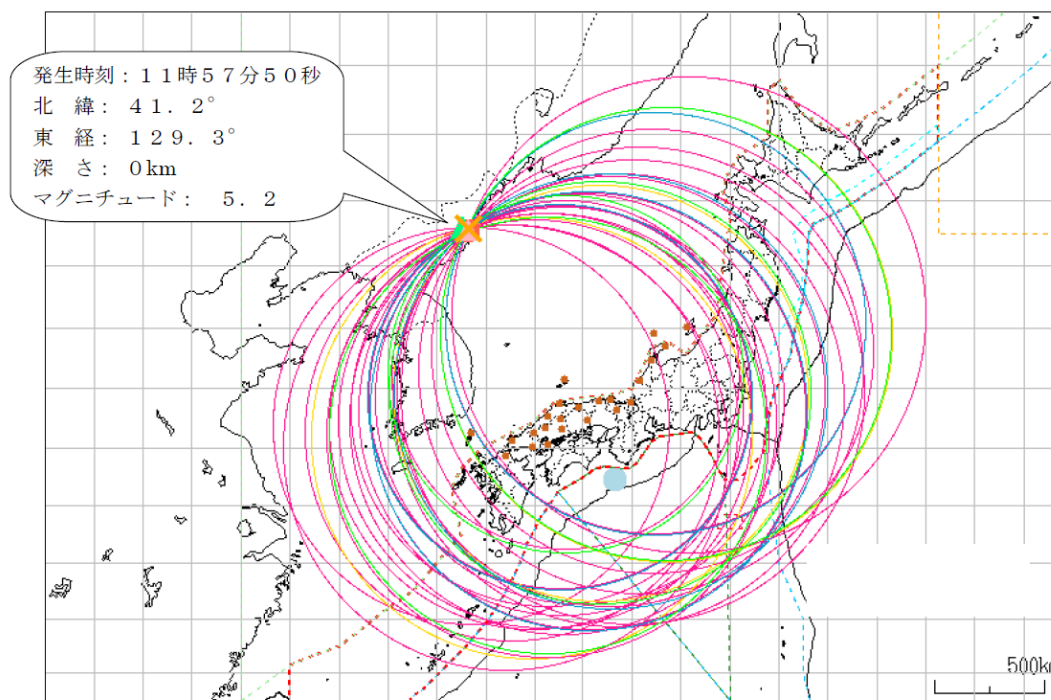 発生時刻：１１時５７分５０秒
北　緯： ４１．２°
東　経： １２９．３°
深　さ： ０km
マグニチュード：　５．２
500km